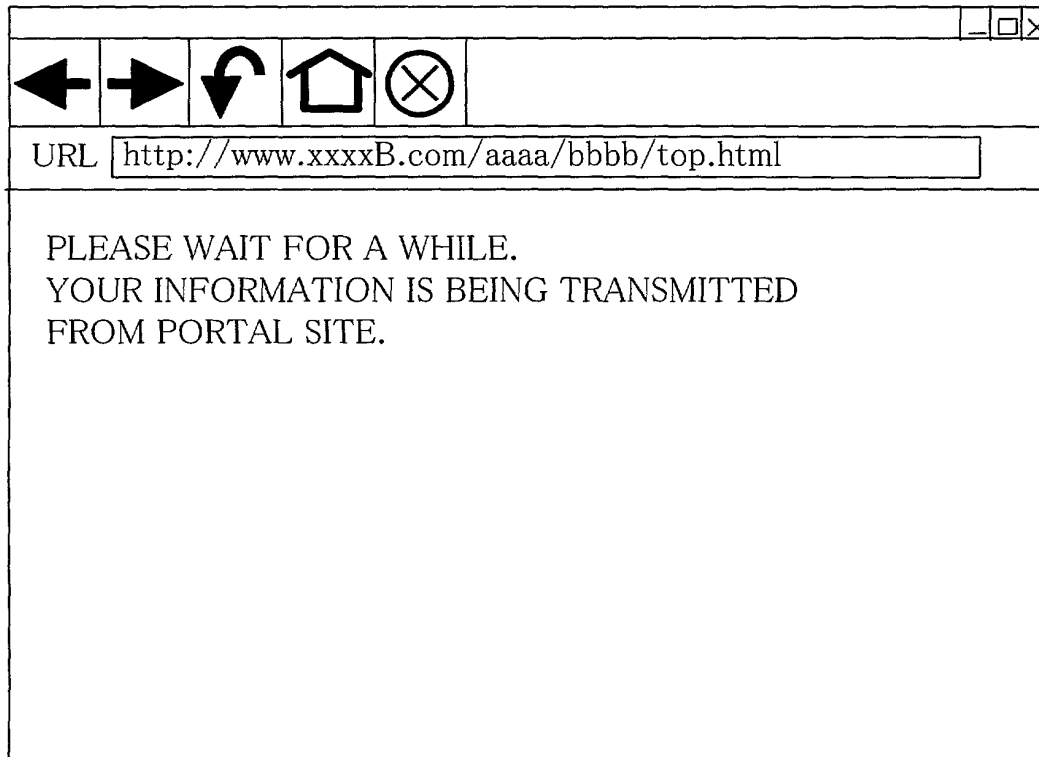 URL http://www.xxxxB.com/aaaa/bbbb/top.html
PLEASE WAIT FOR A WHILE.
YOUR INFORMATION IS BEING TRANSMITTED
FROM PORTAL SITE.